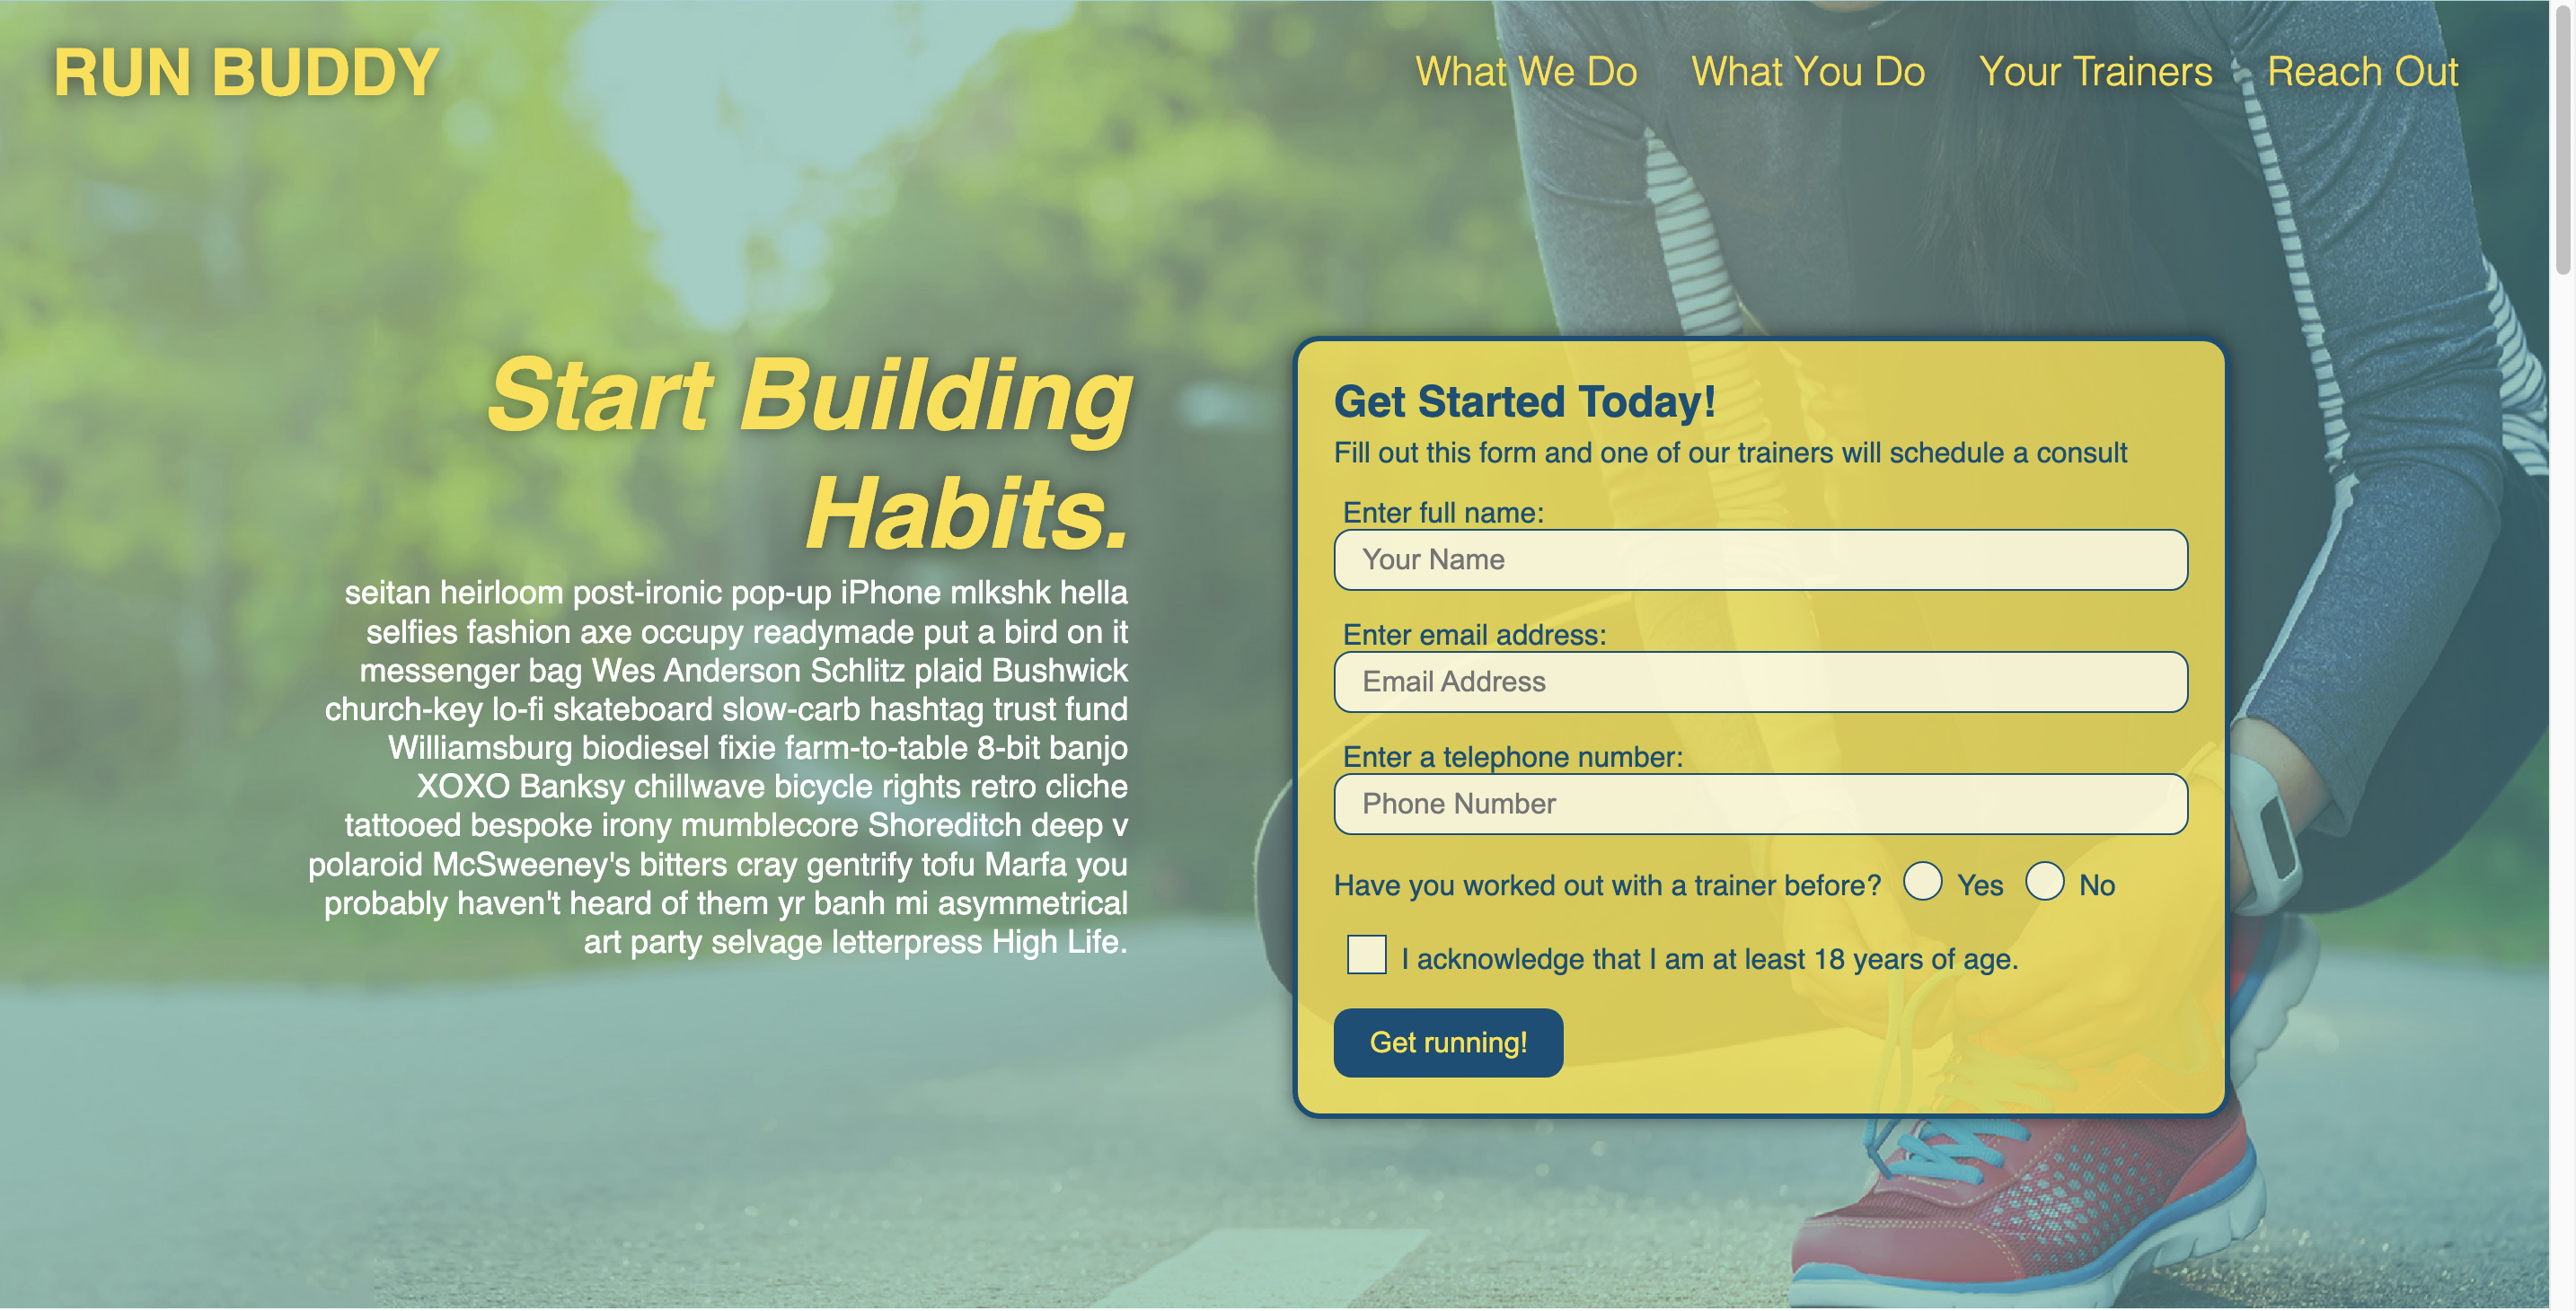 RUN BUDDY
What We Do
What You Do
Your Trainers
Reach Out
Start Building
Habits.
seitan heirloom post-ironic pop-up iPhone mlkshk hella
selfies fashion axe occupy readymade put a bird on it
messenger bag Wes Anderson Schlitz plaid Bushwick
church-key lo-fi skateboard slow-carb hashtag trust fund
Williamsburg biodiesel fixie farm-to-table 8-bit banjo
XOXO Banksy chillwave bicycle rights retro cliche
tattooed bespoke irony mumblecore Shoreditch deep v
polaroid McSweeney's bitters cray gentrify tofu Marfa you
probably haven't heard of them yr banh mi asymmetrical
art party selvage letterpress High Life.
Get Started Today!
Fill out this form and one of our trainers will schedule a consult
Enter full name:
Your Name
Enter email address:
Email Address
Enter a telephone number:
Phone Number
Have you worked out with a trainer before? Yes No
I acknowledge that I am at least 18 years of age.
Get running!